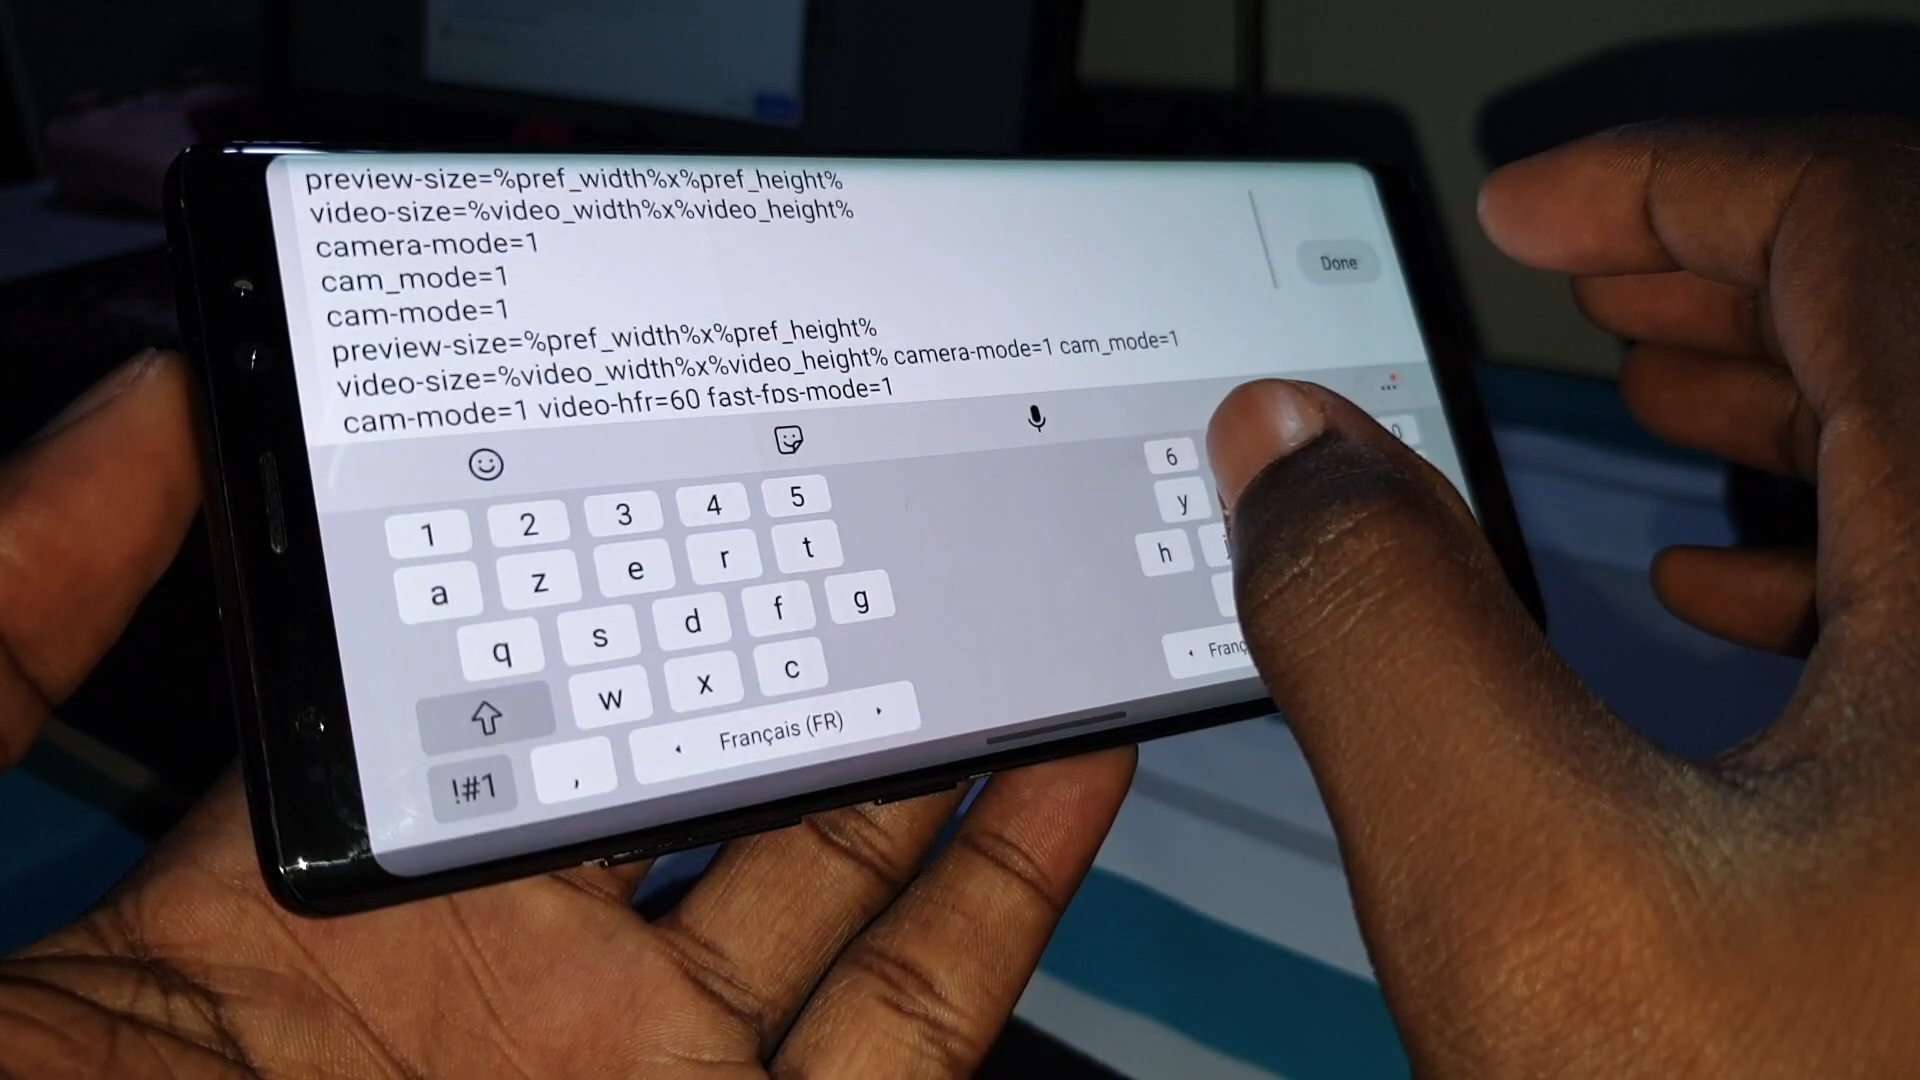 preview-size=%pref_width%x%pref_height%
video-size=%video_width%x%video_height%
camera-mode=1
cam_mode=1
cam-mode=1
preview-size=%pref_width%x%pref_height%
video-size=%video_width%x%video_height% camera-mode=1 cam_mode=1
cam-mode=1 video-hfr=60 fast-fps-mode=1
Done
1 2 3 4 5 6
a z e r t y
q s d f g h j
w x c
!#1 , Français (FR)